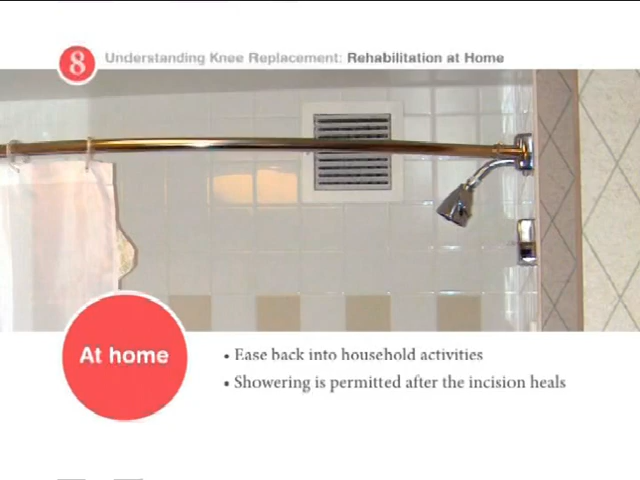 8 Understanding Knee Replacement: Rehabilitation at Home
At home
• Ease back into household activities
• Showering is permitted after the incision heals